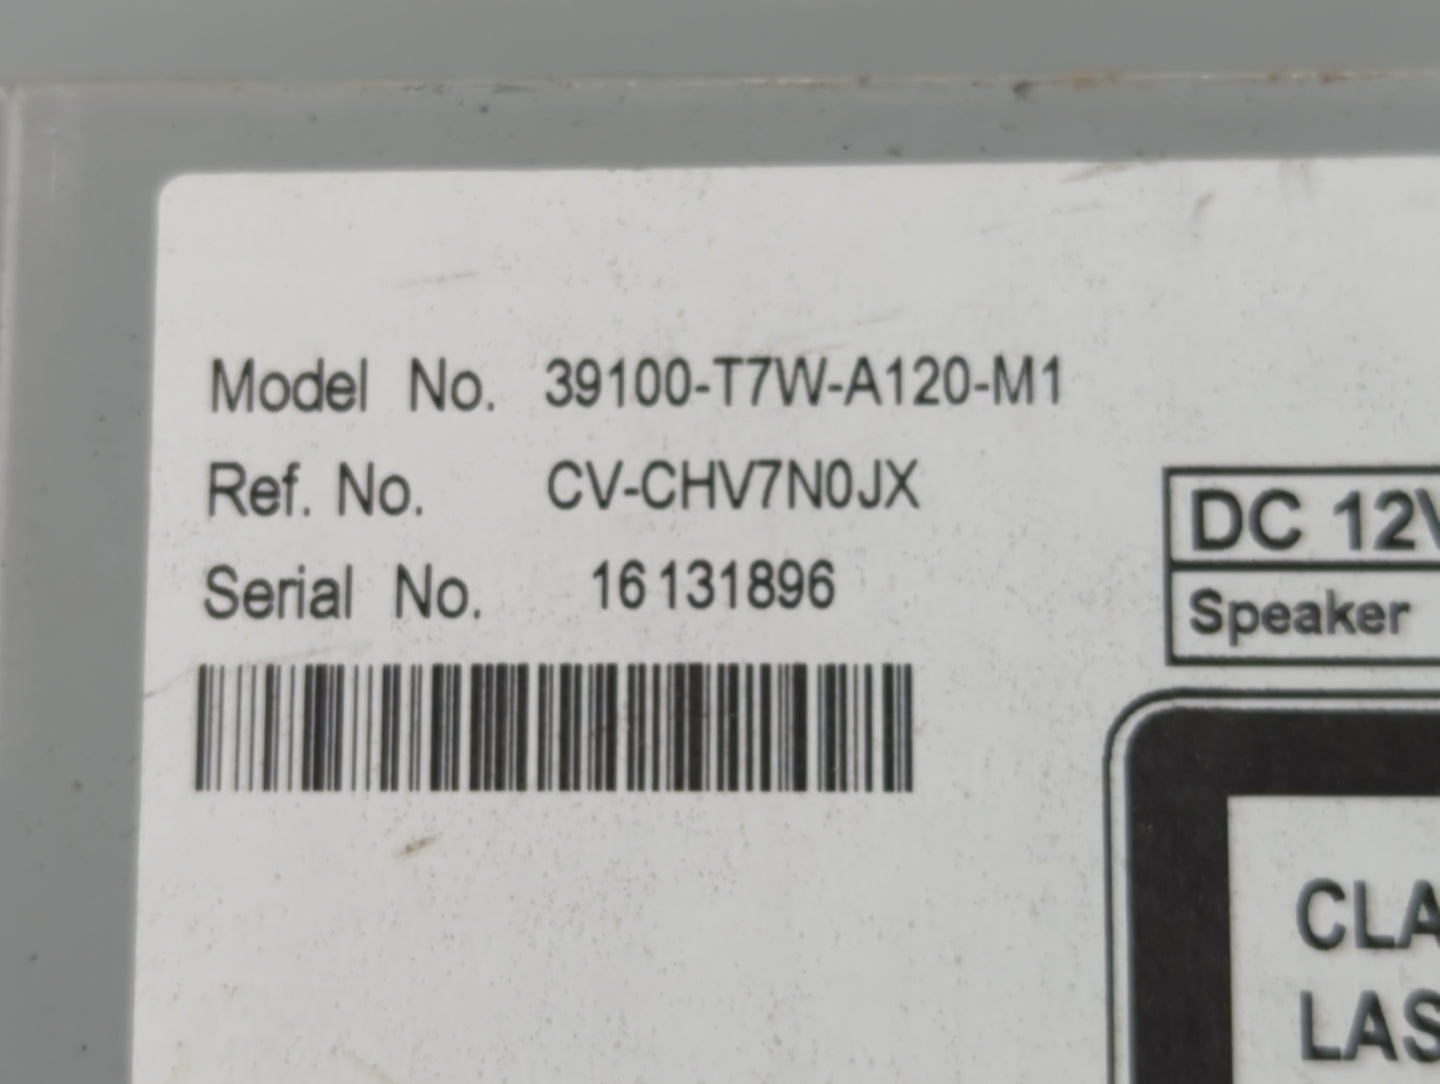 Model No. 39100-T7W-A120-M1
Ref. No. CV-CHV7N0JX
Serial No. 16131896
DC 12V
Speaker
CLA
LAS